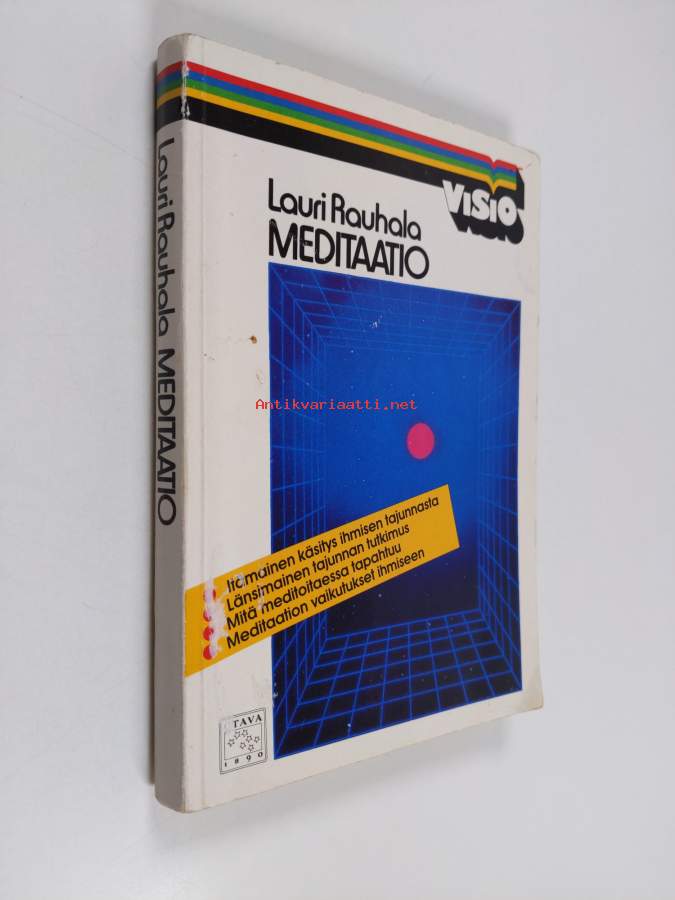 Lauri Rauhala MEDITAATIO
VISIO
Lauri Rauhala
MEDITAATIO
Antikvariaatti.net
Itämainen käsitys ihmisen tajunnasta
Länsimainen tajunnan tutkimus
Mitä meditoitaessa tapahtuu
Meditaation vaikutukset ihmiseen
TAVA
1890